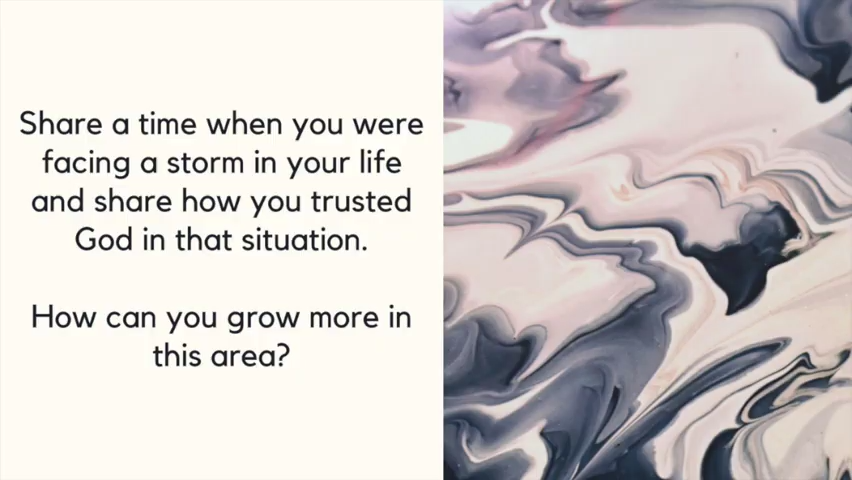 Share a time when you were
facing a storm in your life
and share how you trusted
God in that situation.
How can you grow more in
this area?